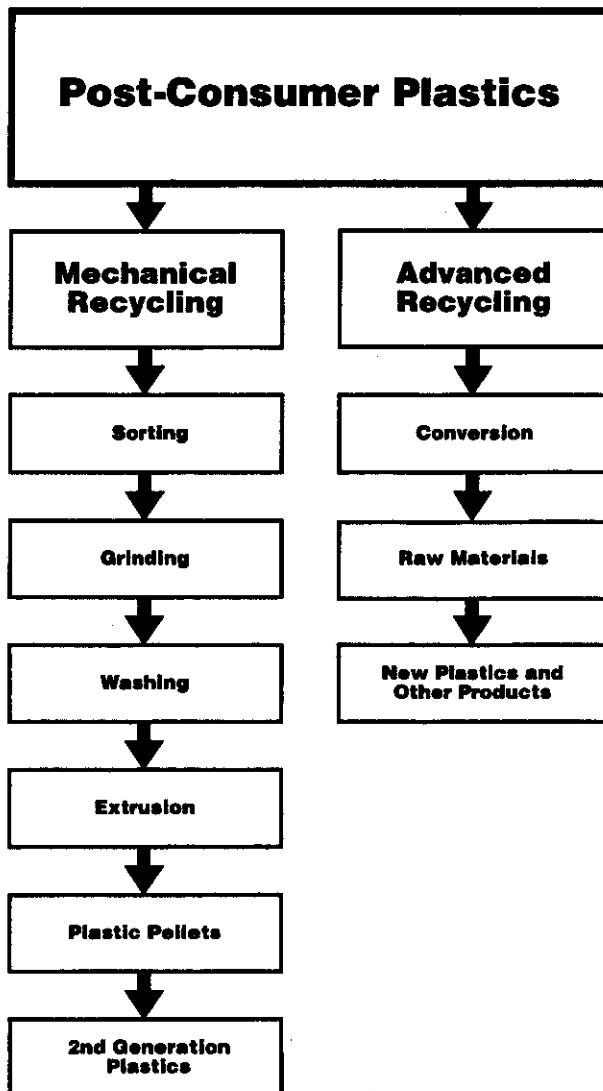 Post-Consumer Plastics
Mechanical
Recycling
Sorting
Grinding
Washing
Extrusion
Plastic Pellets
2nd Generation
Plastics
Advanced
Recycling
Conversion
Raw Materials
New Plastics and
Other Products